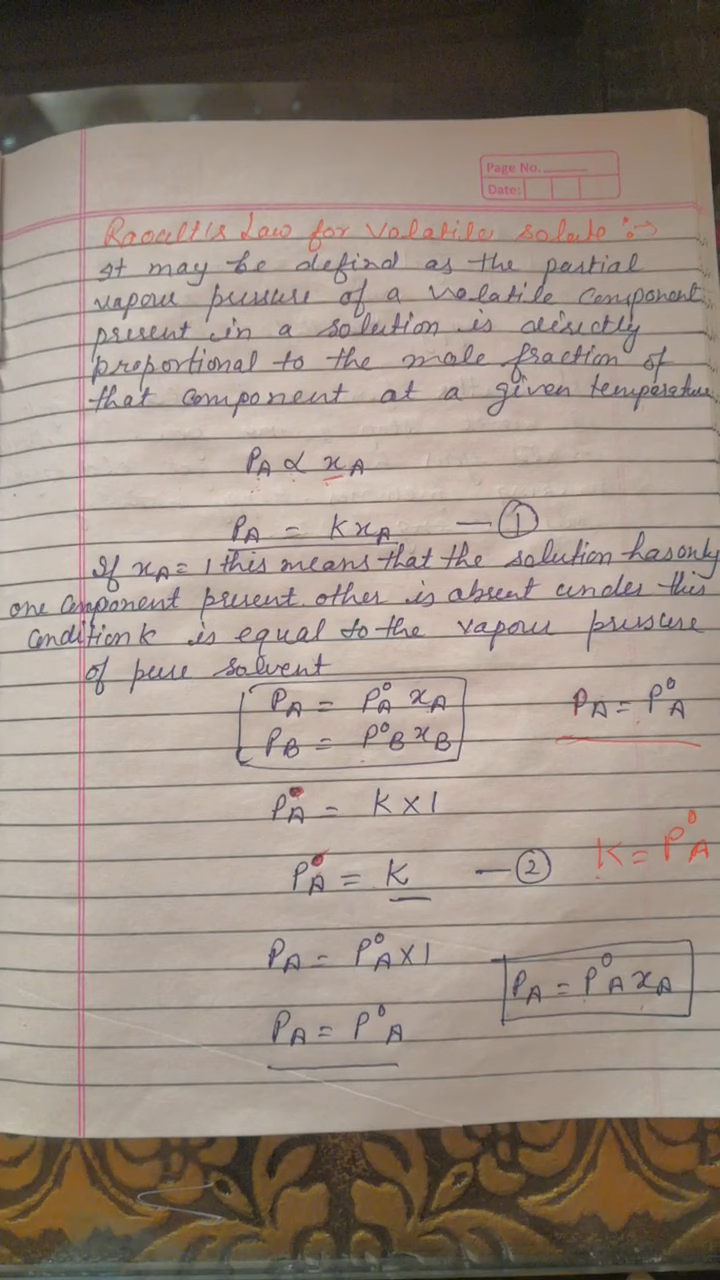 Page No.
Date:
Raoult's Law for Volatile solute :->
It may be defind as the partial
vapour pressure of a volatile component
present in a solution is directly
proportional to the mole fraction of
that component at a given temperature
PA ∝ xA
PA = KxA — ①
If xA = 1 this means that the solution has only
one component present other is absent under this
condition k is equal to the vapour pressure
of pure solvent
PA = P°A xA
PB = P°B xB
PA = P°A
P°A = K X 1
P°A = K — ②
K = P°A
PA = P°A X 1
PA = P°A xA
PA = P°A